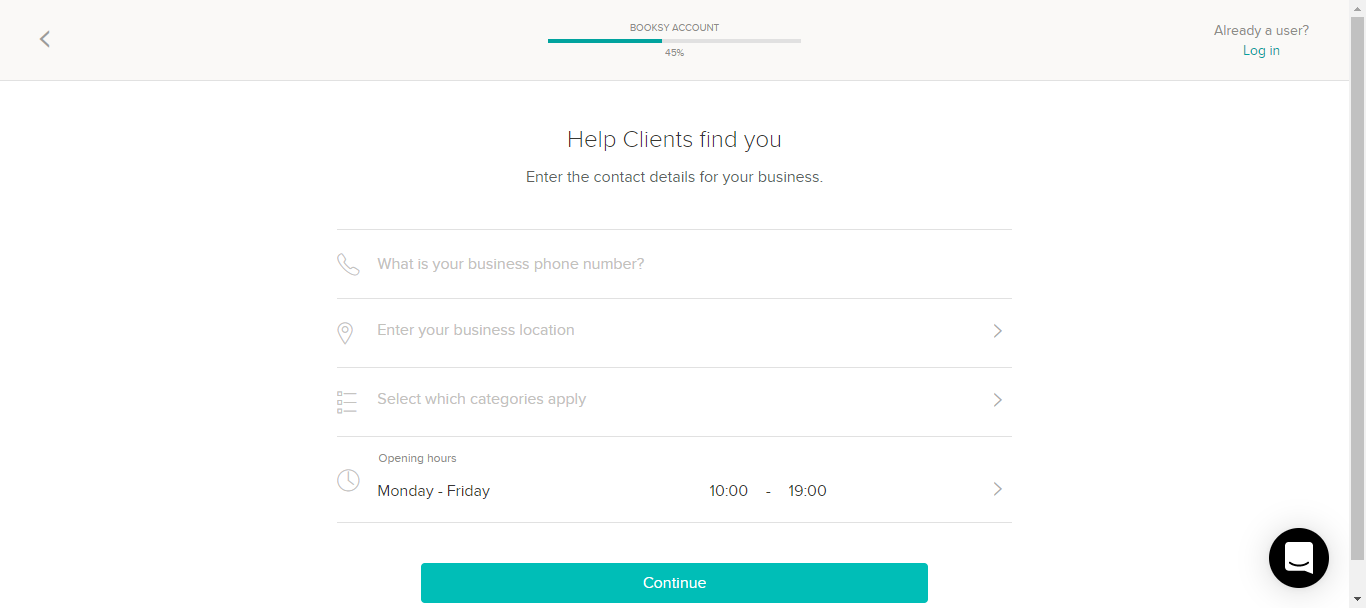 BOOKSY ACCOUNT
45%
Already a user?
Log in
Help Clients find you
Enter the contact details for your business.
What is your business phone number?
Enter your business location
Select which categories apply
Opening hours
Monday - Friday 10:00 - 19:00
Continue